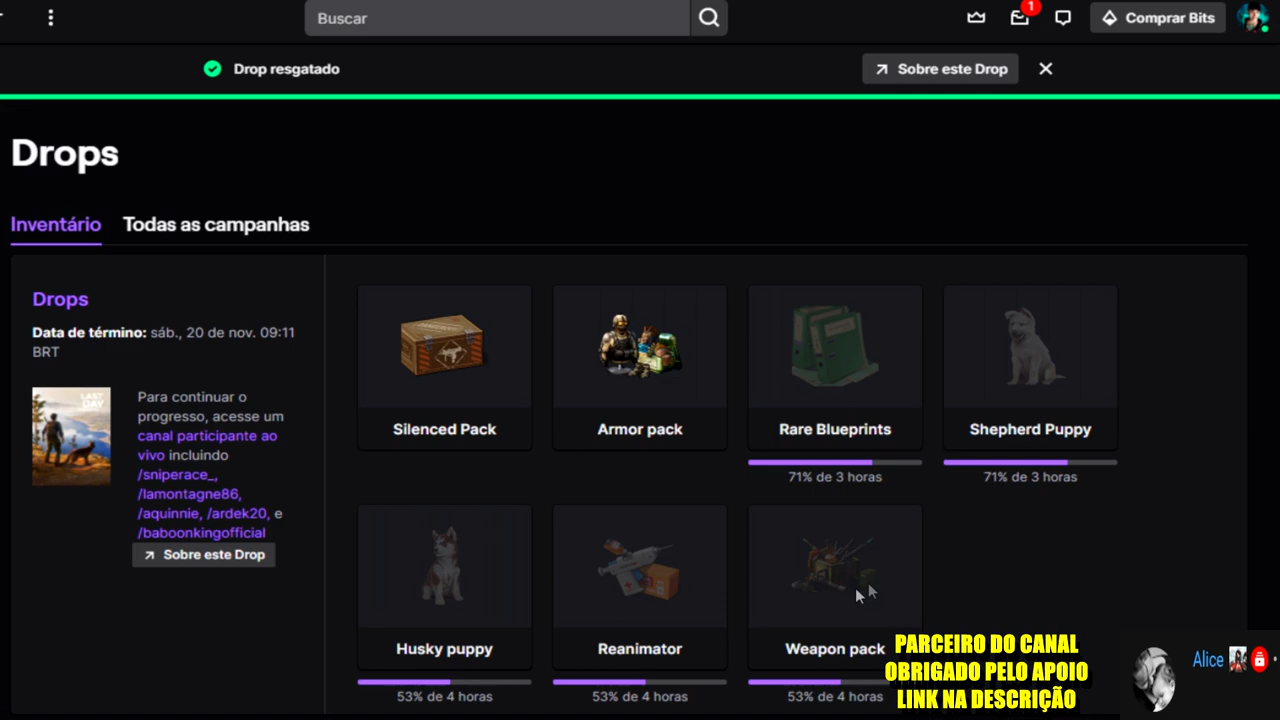 Buscar
1
Comprar Bits
Drop resgatado
Sobre este Drop
Drops
Inventário
Todas as campanhas
Drops
Data de término: sáb., 20 de nov. 09:11
BRT
LAST
DAY
Para continuar o
progresso, acesse um
canal participante ao
vivo incluindo
/sniperace_,
/lamontagne86,
/aquinnie, /ardek20, e
/baboonkingofficial
Sobre este Drop
Silenced Pack
Armor pack
Rare Blueprints
71% de 3 horas
Shepherd Puppy
71% de 3 horas
Husky puppy
53% de 4 horas
Reanimator
53% de 4 horas
Weapon pack
53% de 4 horas
PARCEIRO DO CANAL
OBRIGADO PELO APOIO
LINK NA DESCRIÇÃO
Alice